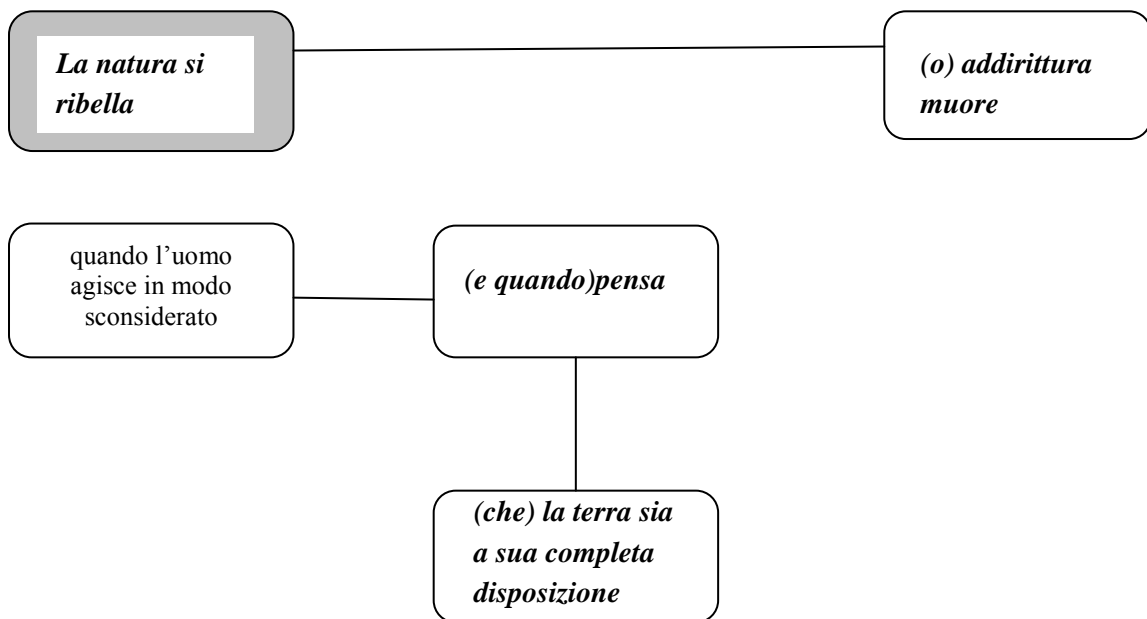 La natura si
ribella
(o) addirittura
muore
quando l’uomo
agisce in modo
sconsiderato
(e quando)pensa
(che) la terra sia
a sua completa
disposizione